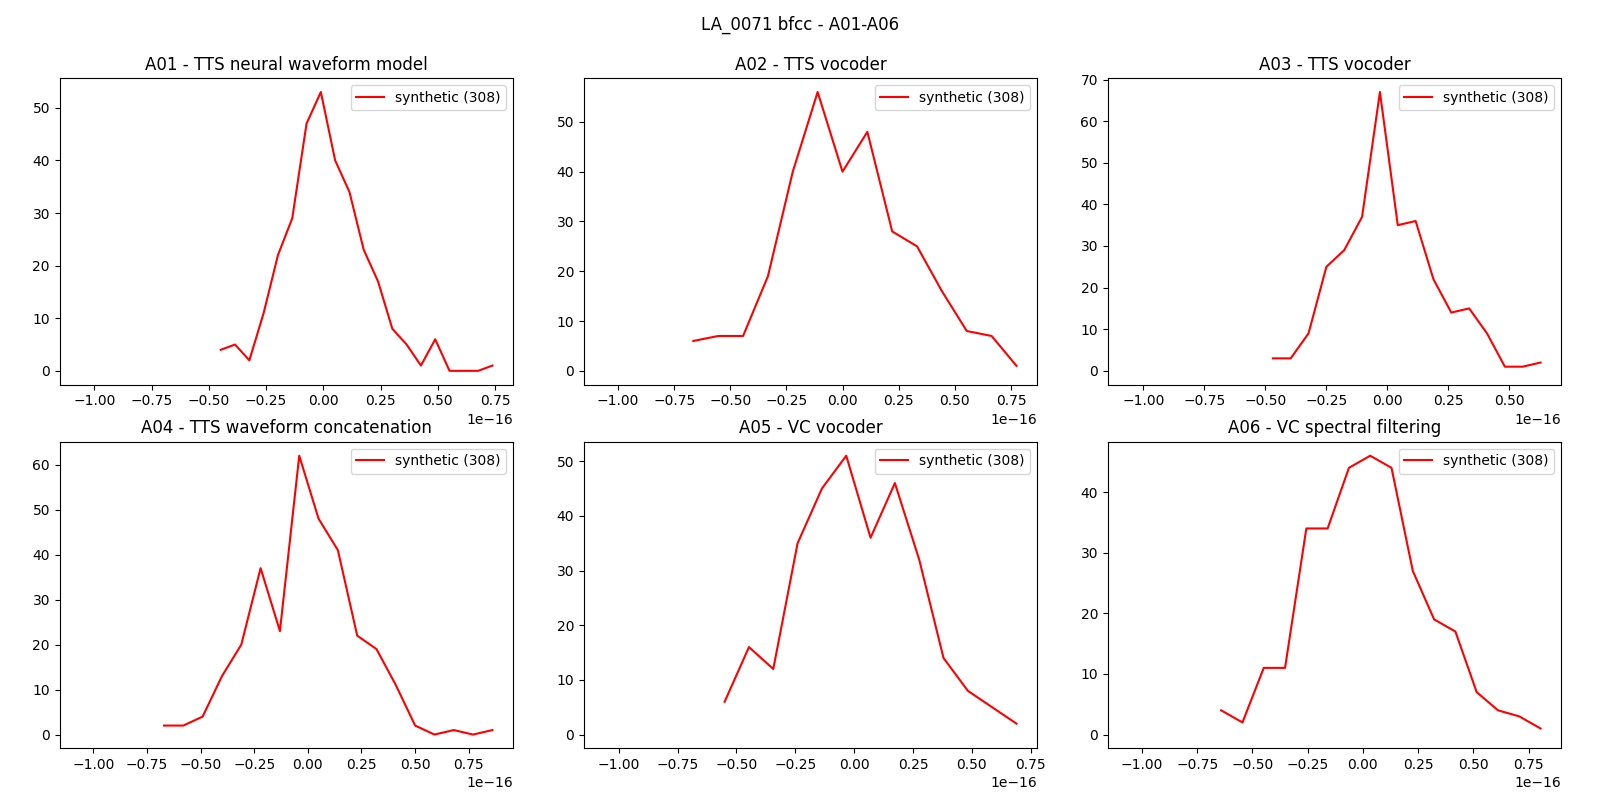 LA_0071 bfcc - A01-A06
A01 - TTS neural waveform model
synthetic (308)
50
40
30
20
10
0
−1.00 −0.75 −0.50 −0.25 0.00 0.25 0.50 0.75
1e−16
A02 - TTS vocoder
synthetic (308)
50
40
30
20
10
0
−1.00 −0.75 −0.50 −0.25 0.00 0.25 0.50 0.75
1e−16
A03 - TTS vocoder
synthetic (308)
70
60
50
40
30
20
10
0
−1.00 −0.75 −0.50 −0.25 0.00 0.25 0.50
1e−16
A04 - TTS waveform concatenation
synthetic (308)
60
50
40
30
20
10
0
−1.00 −0.75 −0.50 −0.25 0.00 0.25 0.50 0.75
1e−16
A05 - VC vocoder
synthetic (308)
50
40
30
20
10
0
−1.00 −0.75 −0.50 −0.25 0.00 0.25 0.50 0.75
1e−16
A06 - VC spectral filtering
synthetic (308)
40
30
20
10
0
−1.00 −0.75 −0.50 −0.25 0.00 0.25 0.50 0.75
1e−16